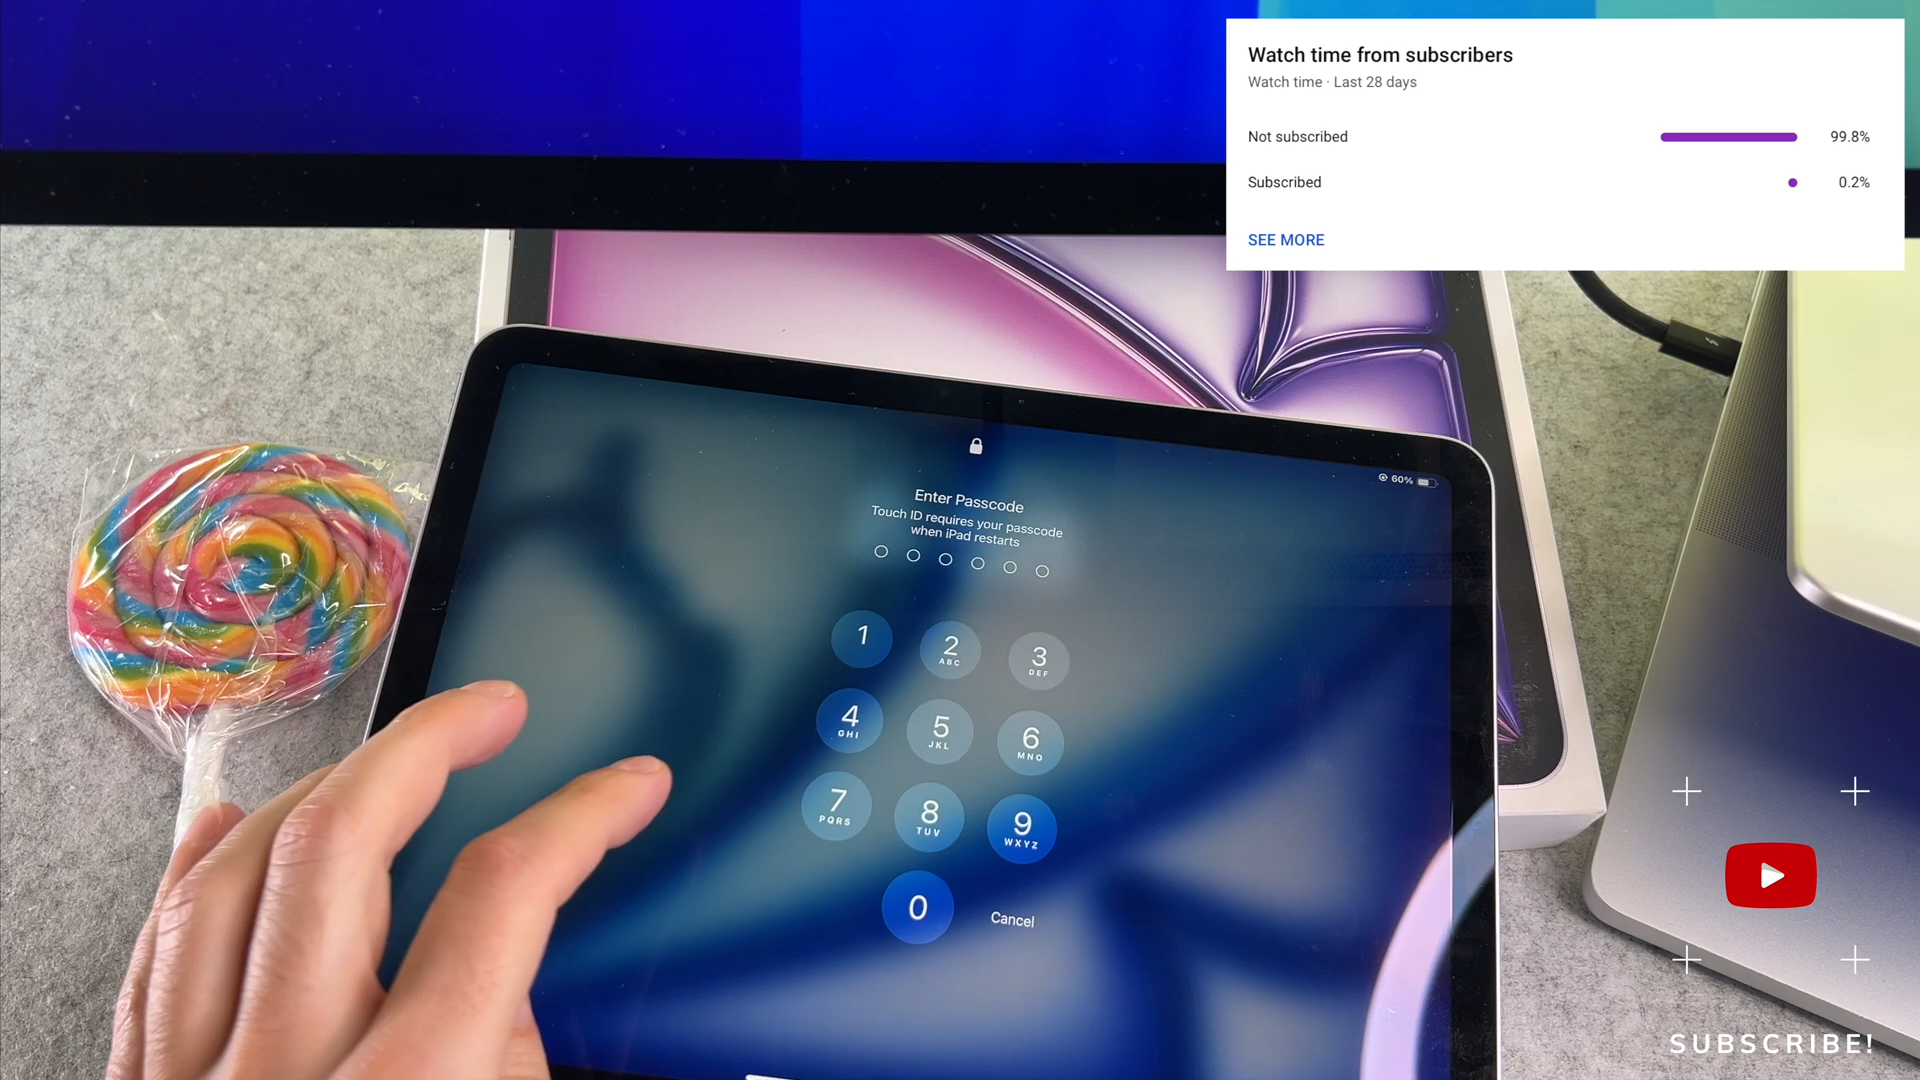 Watch time from subscribers
Watch time · Last 28 days
Not subscribed 99.8%
Subscribed 0.2%
SEE MORE
60%
Enter Passcode
Touch ID requires your passcode
when iPad restarts
1
2
ABC
3
DEF
4
GHI
5
JKL
6
MNO
7
PQRS
8
TUV
9
WXYZ
0
Cancel
SUBSCRIBE!